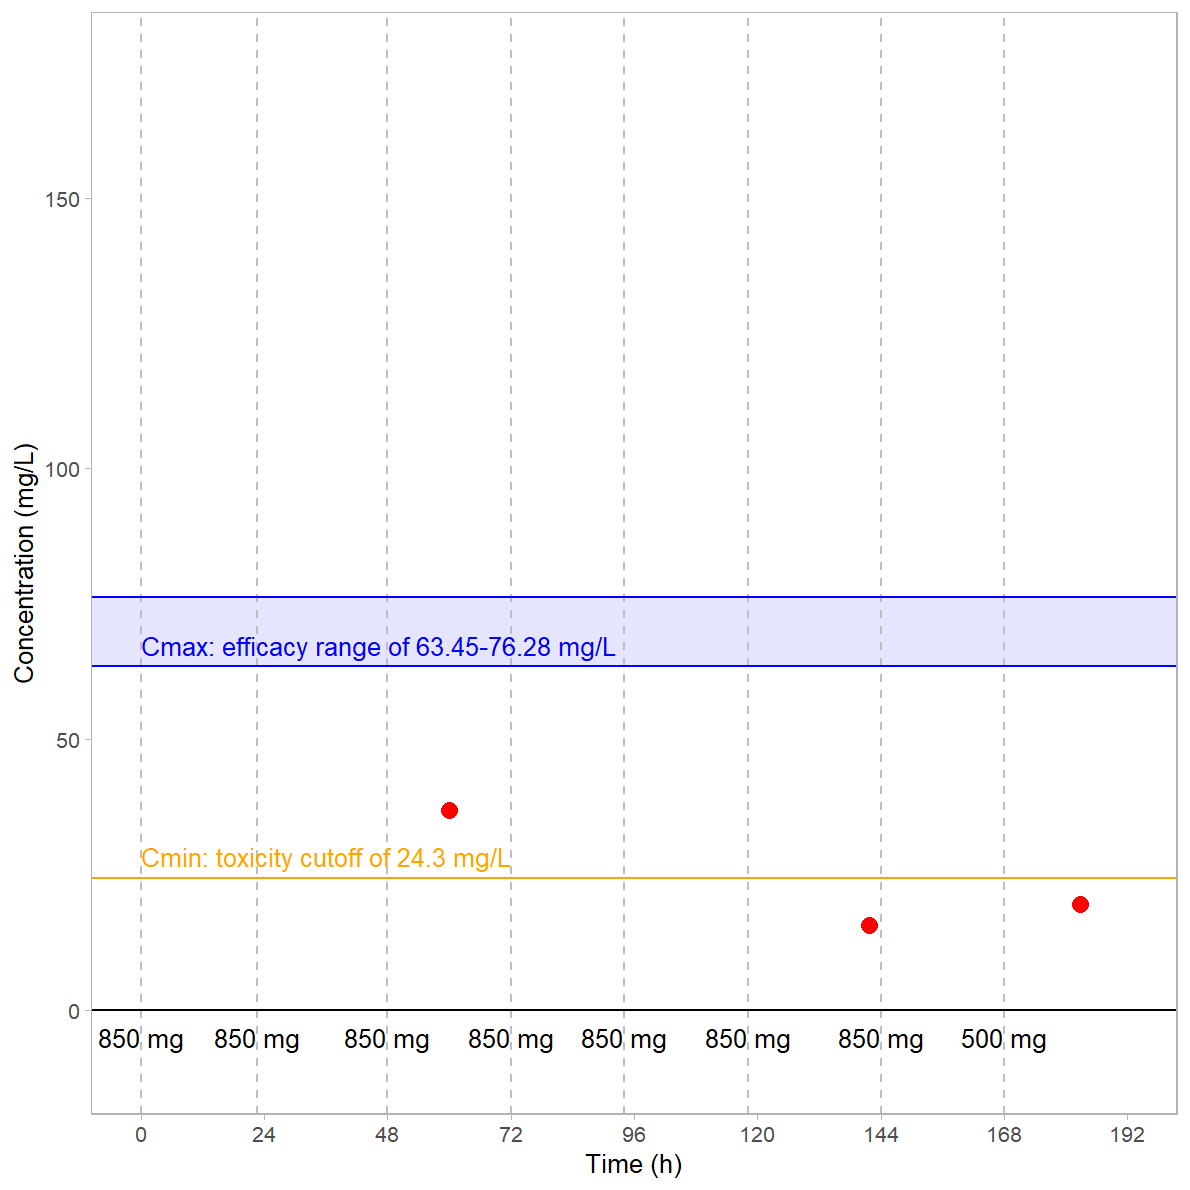 150
100
50
0
Concentration (mg/L)
Cmax: efficacy range of 63.45-76.28 mg/L
Cmin: toxicity cutoff of 24.3 mg/L
850 mg 850 mg 850 mg 850 mg 850 mg 850 mg 850 mg 500 mg
0 24 48 72 96 120 144 168 192
Time (h)